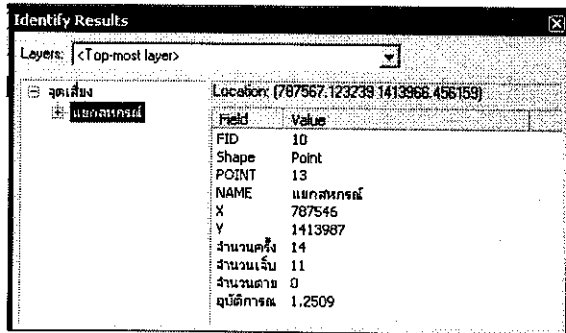 Identify Results
Layers: <Top-most layer>
จุดเสี่ยง
แยกสหกรณ์
Location: (787567.123239 1413966.456159)
Field Value
FID 10
Shape Point
POINT 13
NAME แยกสหกรณ์
X 787546
Y 1413987
จำนวนครั้ง 14
จำนวนเจ็บ 11
จำนวนตาย 0
อุบัติการณ 1.2509